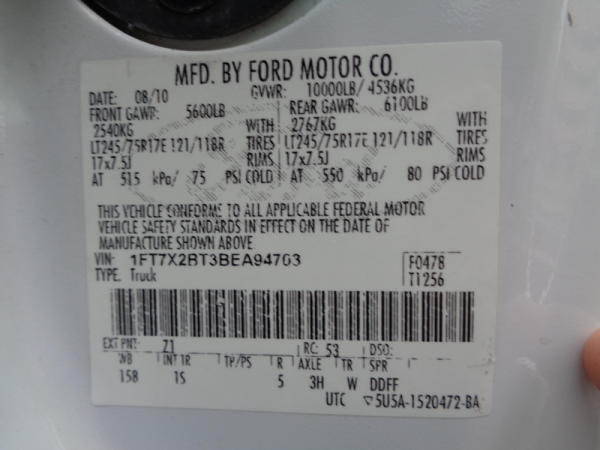 MFD. BY FORD MOTOR CO.
DATE: 08/10 GVWR: 10000LB/ 4536KG
FRONT GAWR: 5600LB REAR GAWR: 6100LB
2540KG WITH 2767KG WITH
LT245/75R17E 121/118R TIRES LT245/75R17E 121/118R TIRES
17x7.5J RIMS 17x7.5J RIMS
AT 515 kPa/ 75 PSI COLD AT 550 kPa/ 80 PSI COLD
THIS VEHICLE CONFORMS TO ALL APPLICABLE FEDERAL MOTOR
VEHICLE SAFETY STANDARDS IN EFFECT ON THE DATE OF
MANUFACTURE SHOWN ABOVE.
VIN: 1FT7X2BT3BEA94703 F0478
TYPE: Truck T1256
EXT PNT: Z1 RC: 53 DSO:
WB INT TR TP/PS R AXLE TR SPR
158 1S 5 3H W DDFF
UTC ▽5U5A-1520472-BA